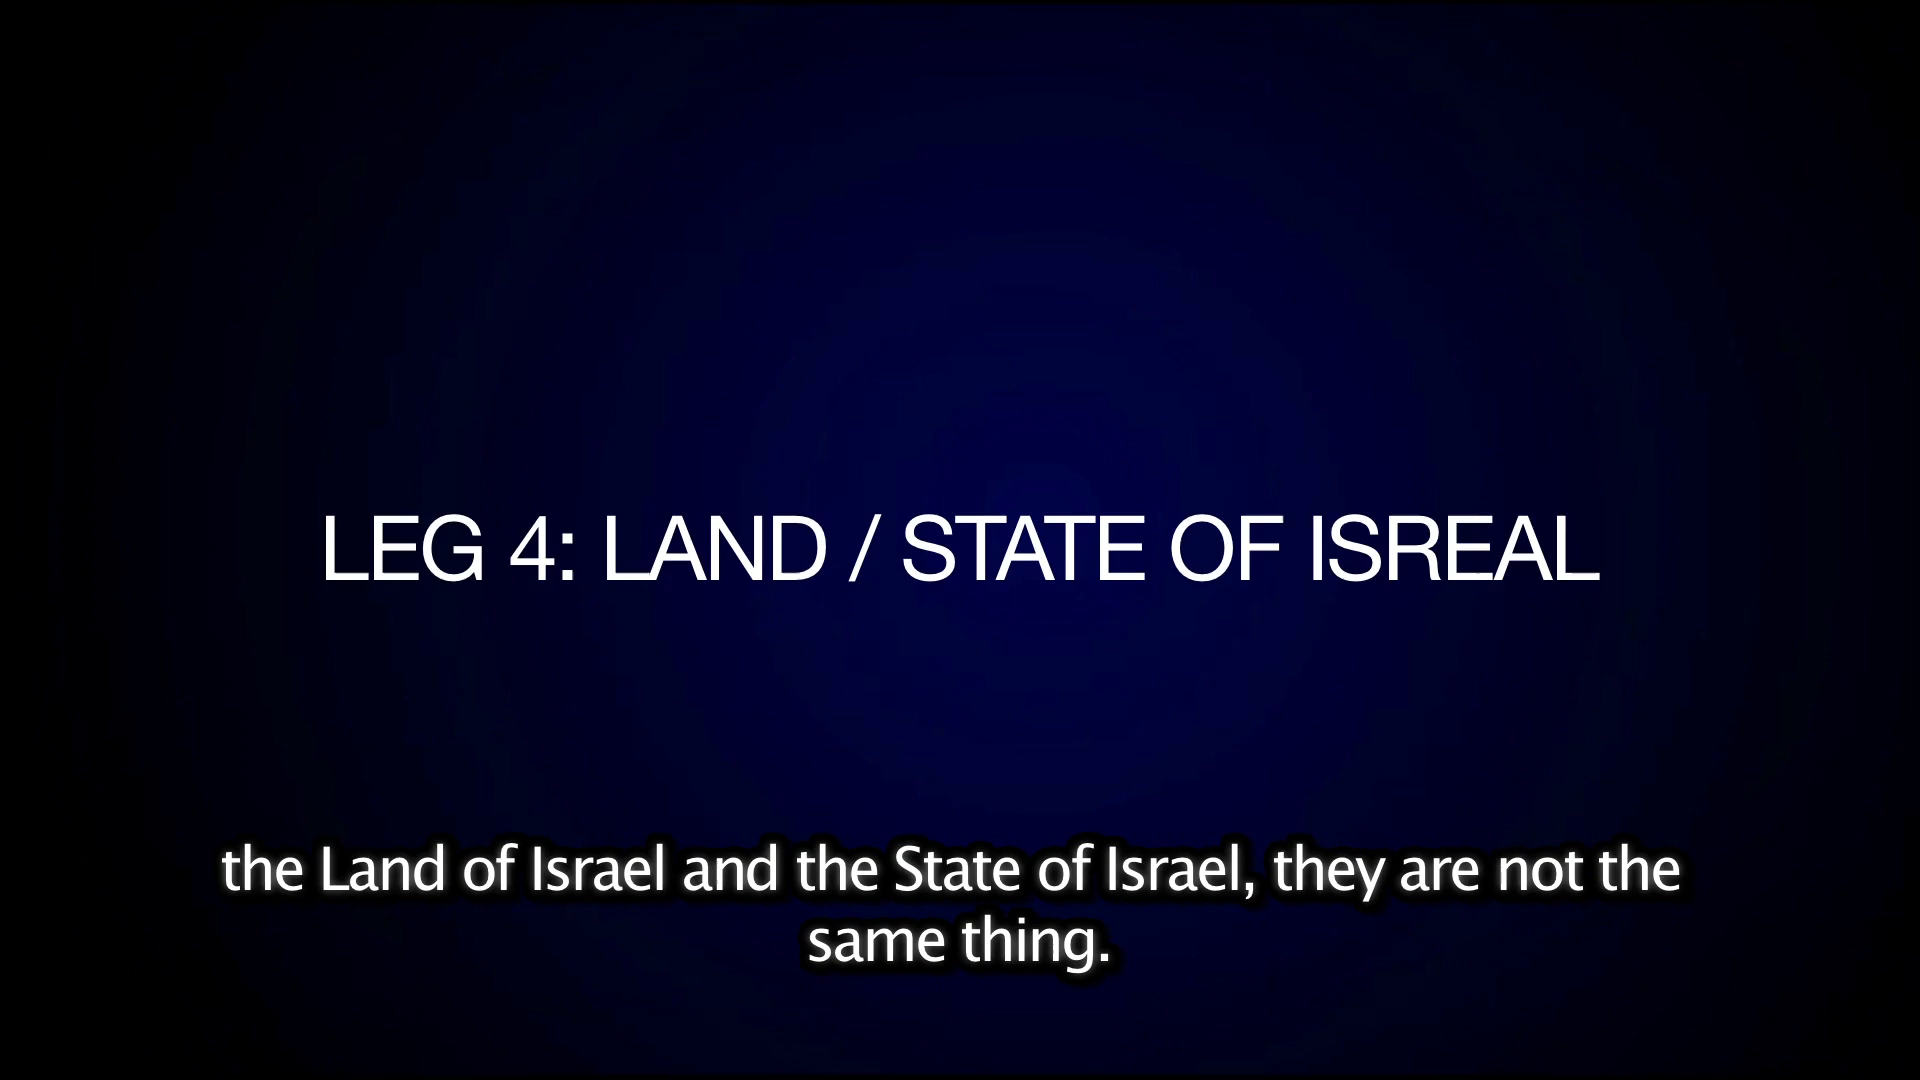 LEG 4: LAND / STATE OF ISREAL
the Land of Israel and the State of Israel, they are not the
same thing.